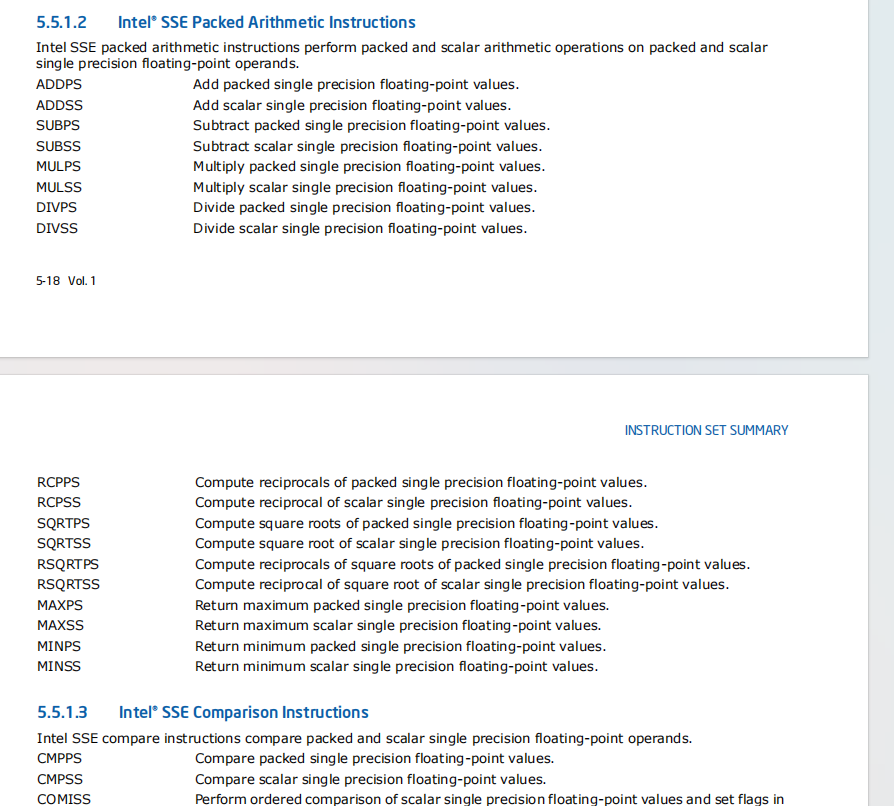 5.5.1.2 Intel® SSE Packed Arithmetic Instructions
Intel SSE packed arithmetic instructions perform packed and scalar arithmetic operations on packed and scalar
single precision floating-point operands.
ADDPS Add packed single precision floating-point values.
ADDSS Add scalar single precision floating-point values.
SUBPS Subtract packed single precision floating-point values.
SUBSS Subtract scalar single precision floating-point values.
MULPS Multiply packed single precision floating-point values.
MULSS Multiply scalar single precision floating-point values.
DIVPS Divide packed single precision floating-point values.
DIVSS Divide scalar single precision floating-point values.
5-18 Vol. 1
INSTRUCTION SET SUMMARY
RCPPS Compute reciprocals of packed single precision floating-point values.
RCPSS Compute reciprocal of scalar single precision floating-point values.
SQRTPS Compute square roots of packed single precision floating-point values.
SQRTSS Compute square root of scalar single precision floating-point values.
RSQRTPS Compute reciprocals of square roots of packed single precision floating-point values.
RSQRTSS Compute reciprocal of square root of scalar single precision floating-point values.
MAXPS Return maximum packed single precision floating-point values.
MAXSS Return maximum scalar single precision floating-point values.
MINPS Return minimum packed single precision floating-point values.
MINSS Return minimum scalar single precision floating-point values.
5.5.1.3 Intel® SSE Comparison Instructions
Intel SSE compare instructions compare packed and scalar single precision floating-point operands.
CMPPS Compare packed single precision floating-point values.
CMPSS Compare scalar single precision floating-point values.
COMISS Perform ordered comparison of scalar single precision floating-point values and set flags in